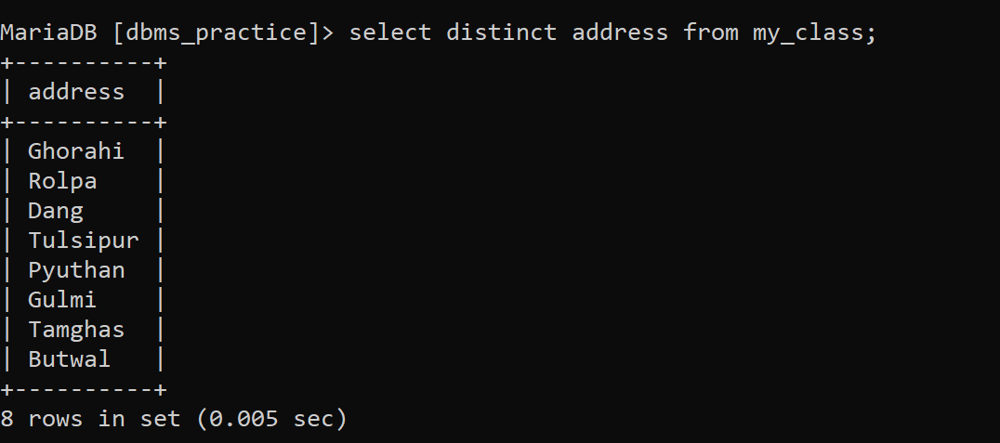 MariaDB [dbms_practice]> select distinct address from my_class;
+----------+
| address  |
+----------+
| Ghorahi  |
| Rolpa    |
| Dang     |
| Tulsipur |
| Pyuthan  |
| Gulmi    |
| Tamghas  |
| Butwal   |
+----------+
8 rows in set (0.005 sec)